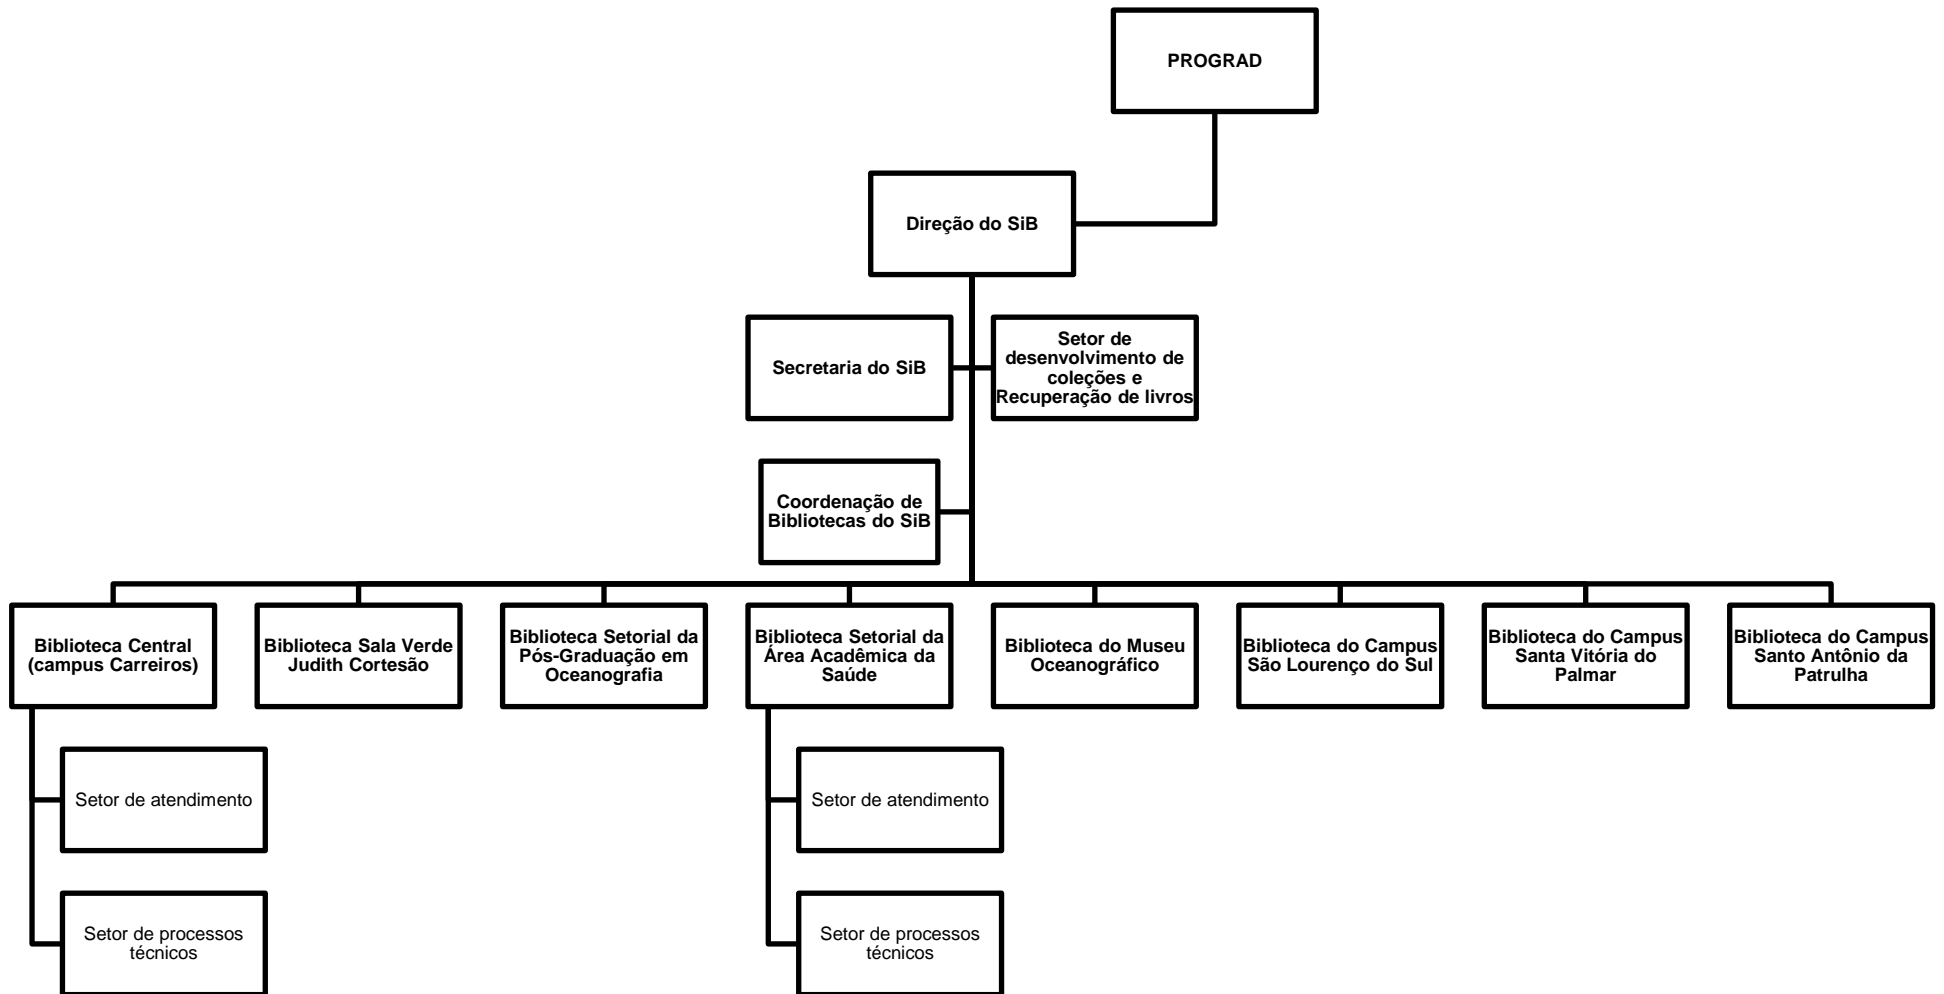 PROGRAD
Direção do SiB
Secretaria do SiB
Setor de
desenvolvimento de
coleções e
Recuperação de livros
Coordenação de
Bibliotecas do SiB
Biblioteca Central
(campus Carreiros)
Biblioteca Sala Verde
Judith Cortesão
Biblioteca Setorial da
Pós-Graduação em
Oceanografia
Biblioteca Setorial da
Área Acadêmica da
Saúde
Biblioteca do Museu
Oceanográfico
Biblioteca do Campus
São Lourenço do Sul
Biblioteca do Campus
Santa Vitória do
Palmar
Biblioteca do Campus
Santo Antônio da
Patrulha
Setor de atendimento
Setor de processos
técnicos
Setor de atendimento
Setor de processos
técnicos